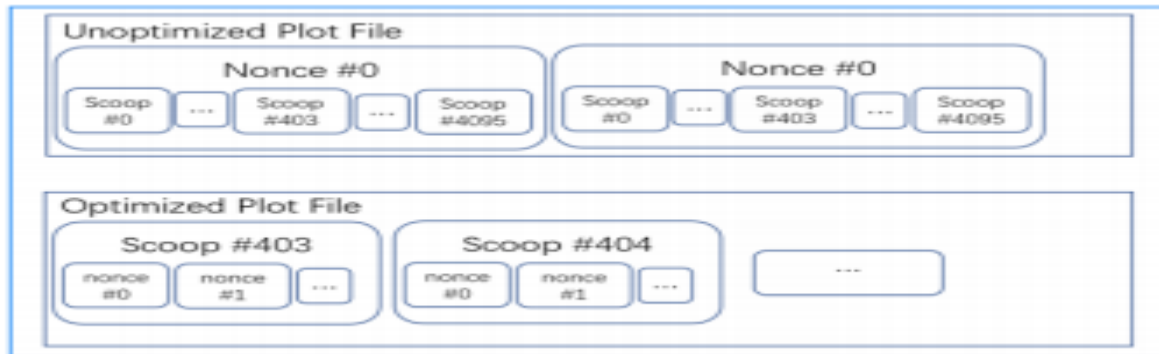 Unoptimized Plot File
Nonce #0
Scoop #0
...
Scoop #403
...
Scoop #4095
Nonce #0
Scoop #0
...
Scoop #403
...
Scoop #4095
Optimized Plot File
Scoop #403
nonce #0
nonce #1
...
Scoop #404
nonce #0
nonce #1
...
...